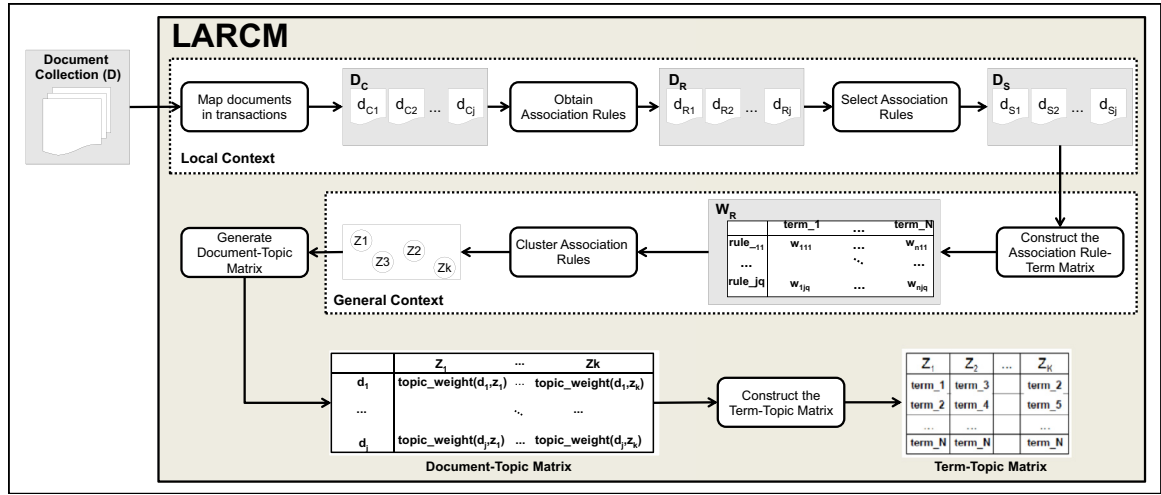 LARCM
Document
Collection (D)
Map documents
in transactions
D_C
d_C1 d_C2 ... d_Cj
Obtain
Association Rules
D_R
d_R1 d_R2 ... d_Rj
Select Association
Rules
D_S
d_S1 d_S2 ... d_Sj
Local Context
Generate
Document-Topic
Matrix
Z1
Z2
Z3
Zk
Cluster Association
Rules
W_R
term_1 ... term_N
rule_11 w_111 ... w_n11
... ⋱ ...
rule_jq w_1jq ... w_njq
Construct the
Association Rule-
Term Matrix
General Context
Z_1 ... Zk
d_1 topic_weight(d_1,z_1) ... topic_weight(d_1,z_k)
... ⋱ ...
d_j topic_weight(d_j,z_1) ... topic_weight(d_j,z_k)
Document-Topic Matrix
Construct the
Term-Topic Matrix
Z_1 Z_2 ... Z_K
term_1 term_3 term_2
term_2 term_4 term_5
... ... ...
term_N term_N term_N
Term-Topic Matrix